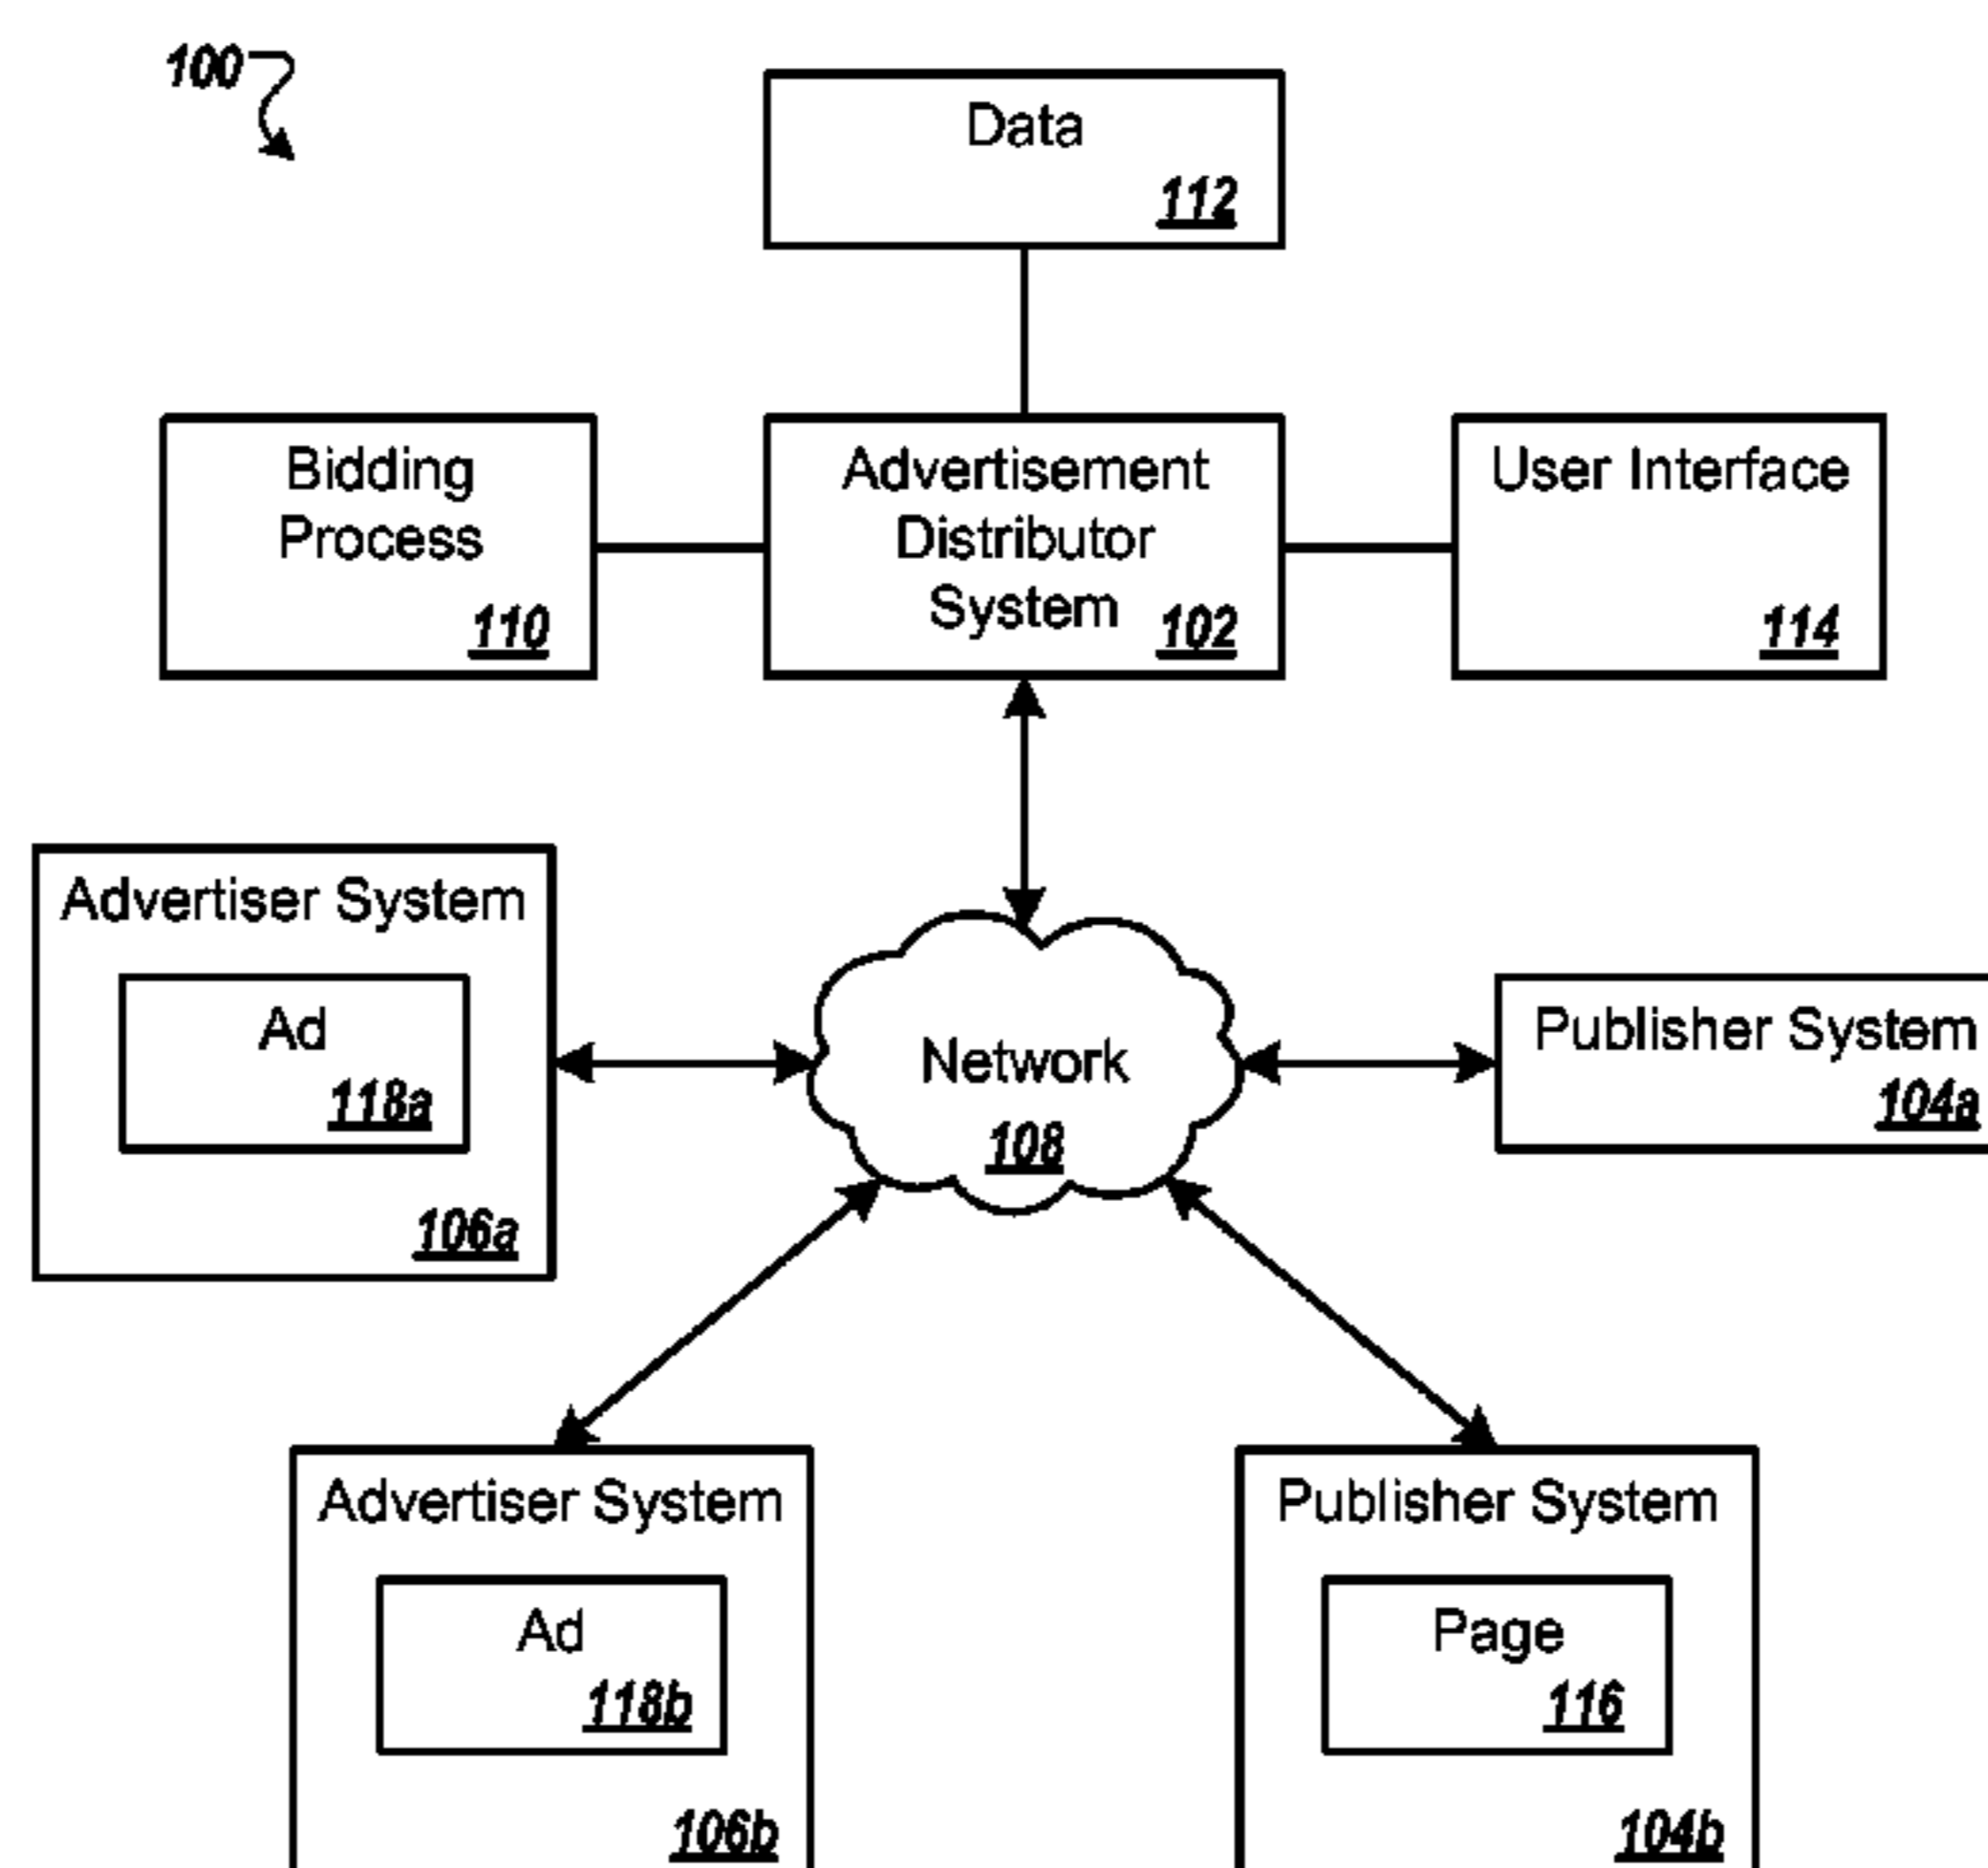 100
Data
112
Bidding
Process
110
Advertisement
Distributor
System 102
User Interface
114
Advertiser System
Ad
118a
106a
Network
108
Publisher System
104a
Advertiser System
Ad
118b
106b
Publisher System
Page
116
104b